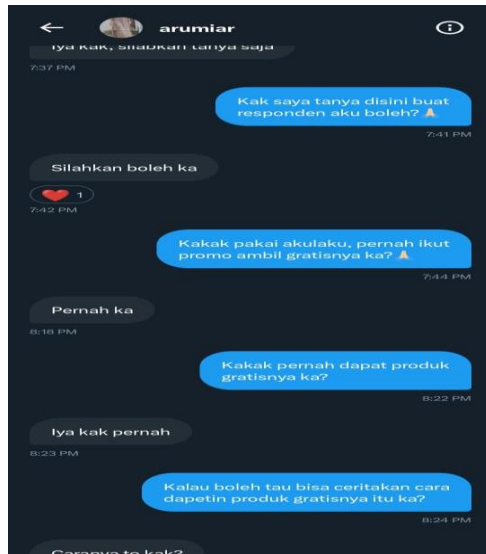 arumiar
Iya kak, silahkan tanya saja
7:37 PM
Kak saya tanya disini buat
responden aku boleh?🙏
7:41 PM
Silahkan boleh ka
❤️ 1
7:42 PM
Kakak pakai akulaku, pernah ikut
promo ambil gratisnya ka?🙏
7:44 PM
Pernah ka
8:18 PM
Kakak pernah dapat produk
gratisnya ka?
8:22 PM
Iya kak pernah
8:23 PM
Kalau boleh tau bisa ceritakan cara
dapetin produk gratisnya itu ka?
8:24 PM
Caranya to kak?